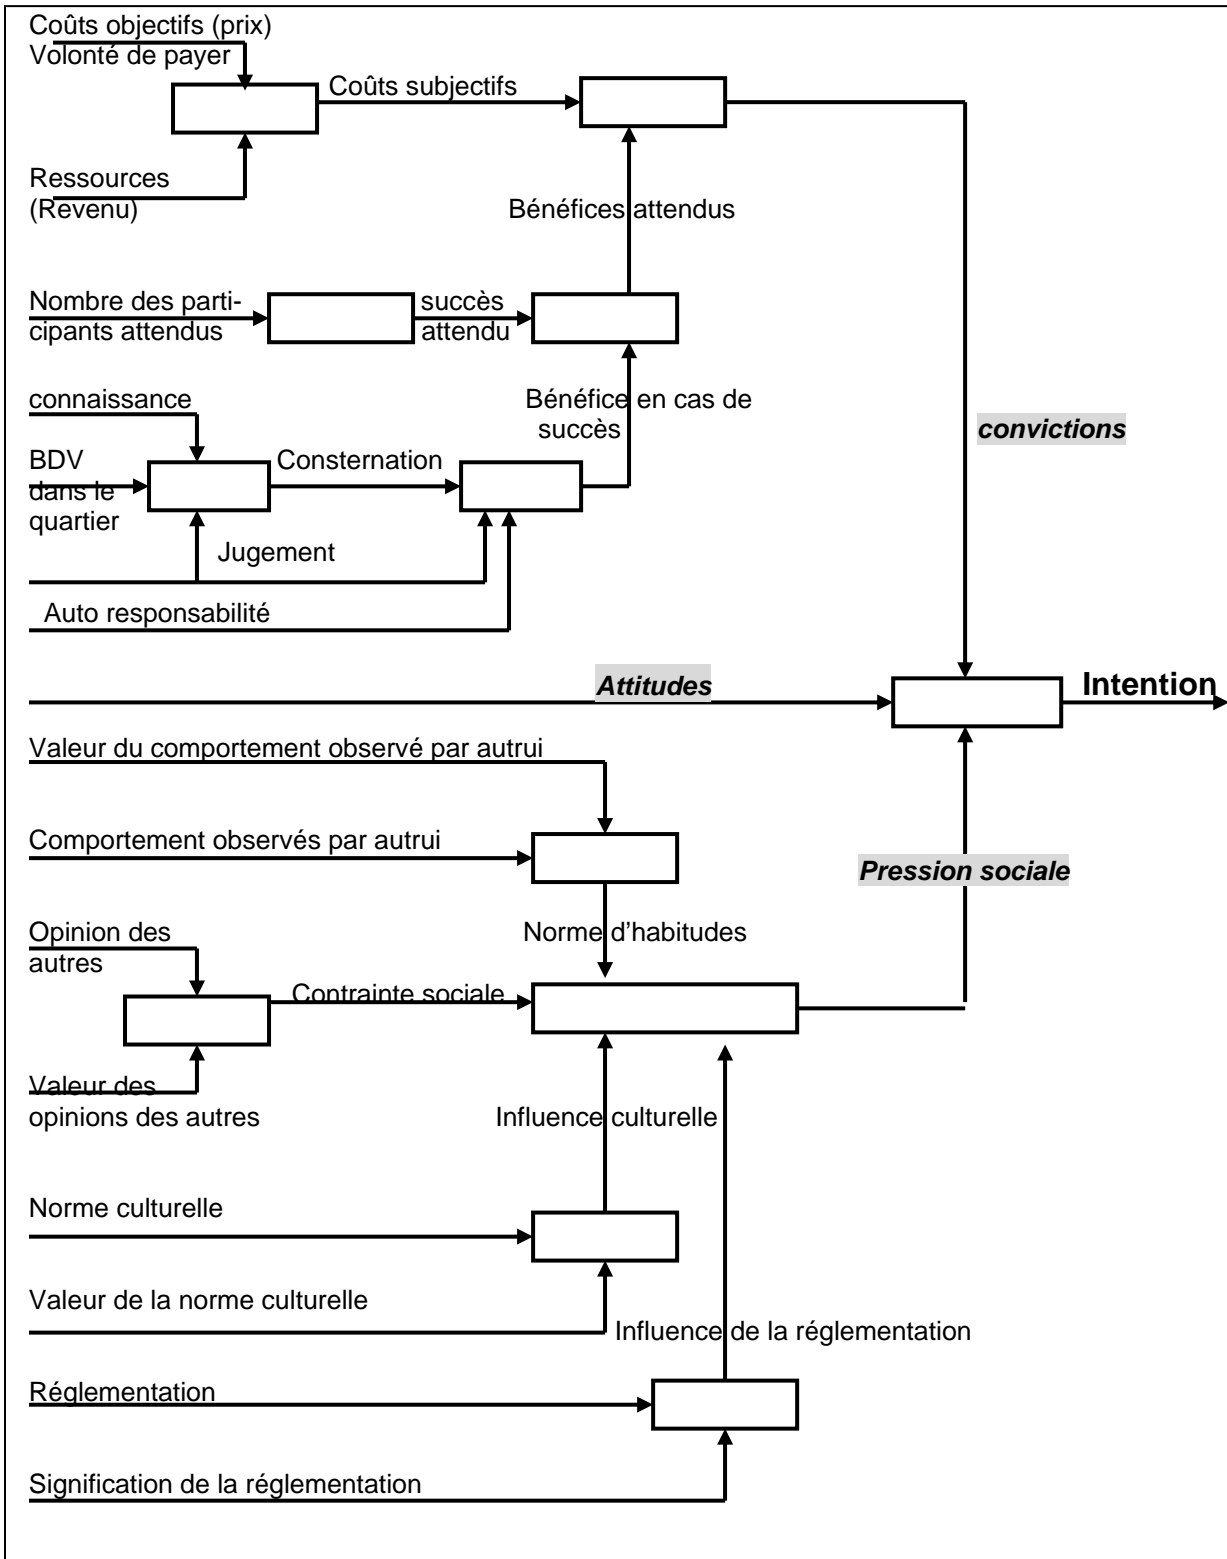 Coûts objectifs (prix)
Volonté de payer
Coûts subjectifs
Ressources
(Revenu)
Bénéfices attendus
Nombre des parti-
cipants attendus
succès
attendu
connaissance
Bénéfice en cas de
succès
convictions
BDV
dans le
quartier
Consternation
Jugement
Auto responsabilité
Attitudes
Intention
Valeur du comportement observé par autrui
Comportement observés par autrui
Pression sociale
Norme d’habitudes
Opinion des
autres
Contrainte sociale
Valeur des
opinions des autres
Influence culturelle
Norme culturelle
Valeur de la norme culturelle
Influence de la réglementation
Réglementation
Signification de la réglementation